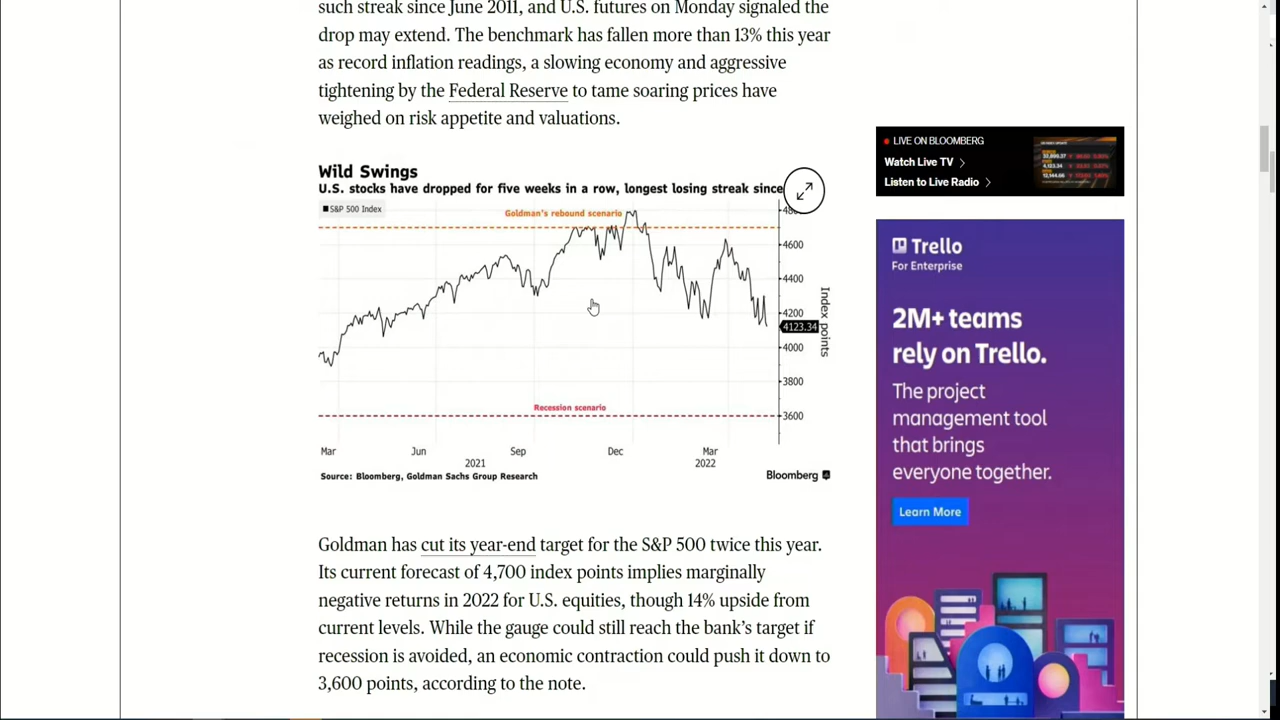 such streak since June 2011, and U.S. futures on Monday signaled the
drop may extend. The benchmark has fallen more than 13% this year
as record inflation readings, a slowing economy and aggressive
tightening by the Federal Reserve to tame soaring prices have
weighed on risk appetite and valuations.
Wild Swings
U.S. stocks have dropped for five weeks in a row, longest losing streak since
S&P 500 Index
Goldman's rebound scenario
4600
4400
4200
4123.34
4000
3800
3600
Index points
Recession scenario
Mar
Jun
Sep
Dec
Mar
2021
2022
Source: Bloomberg, Goldman Sachs Group Research
Bloomberg
Goldman has cut its year-end target for the S&P 500 twice this year.
Its current forecast of 4,700 index points implies marginally
negative returns in 2022 for U.S. equities, though 14% upside from
current levels. While the gauge could still reach the bank's target if
recession is avoided, an economic contraction could push it down to
3,600 points, according to the note.
LIVE ON BLOOMBERG
Watch Live TV
Listen to Live Radio
Trello
For Enterprise
2M+ teams
rely on Trello.
The project
management tool
that brings
everyone together.
Learn More